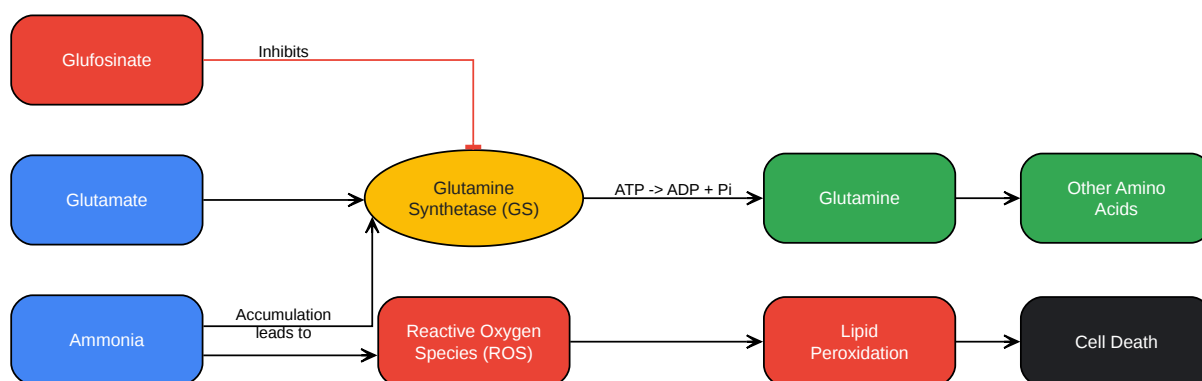 Glufosinate
Inhibits
Glutamate
Glutamine
Synthetase (GS)
ATP -> ADP + Pi
Glutamine
Other Amino
Acids
Ammonia
Accumulation
leads to
Reactive Oxygen
Species (ROS)
Lipid
Peroxidation
Cell Death